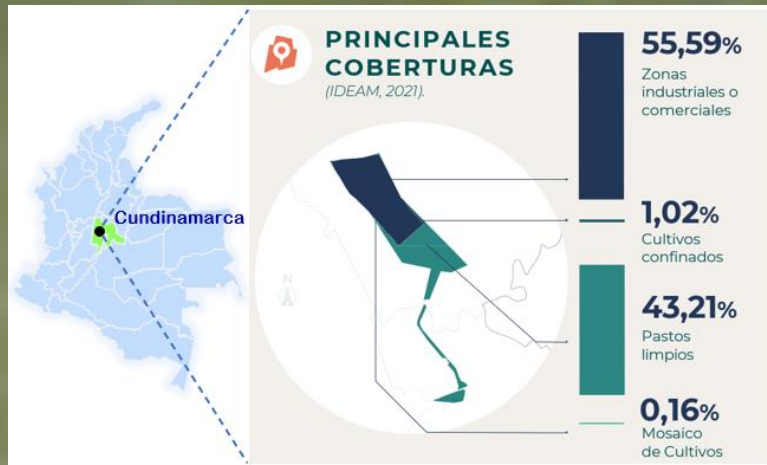 PRINCIPALES
COBERTURAS
(IDEAM, 2021).
Cundinamarca
N
55,59%
Zonas
industriales o
comerciales
1,02%
Cultivos
confinados
43,21%
Pastos
limpios
0,16%
Mosaico
de Cultivos